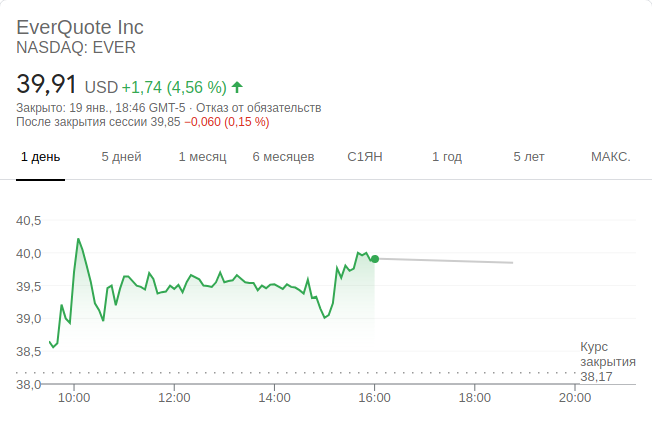 EverQuote Inc
NASDAQ: EVER
39,91 USD +1,74 (4,56 %)
Закрыто: 19 янв., 18:46 GMT-5 · Отказ от обязательств
После закрытия сессии 39,85 −0,060 (0,15 %)
1 день 5 дней 1 месяц 6 месяцев С1ЯН 1 год 5 лет МАКС.
40,5
40,0
39,5
39,0
38,5
38,0
Курс
закрытия
38,17
10:00 12:00 14:00 16:00 18:00 20:00